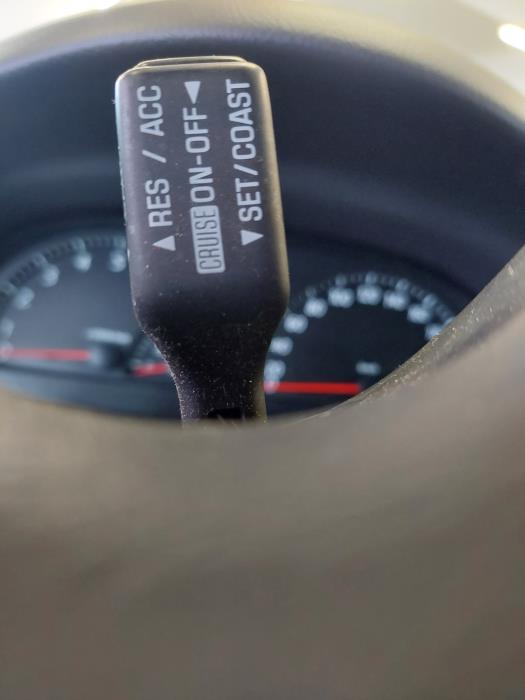 ▲ RES / ACC
CRUISE ON-OFF ▲
▼ SET/COAST